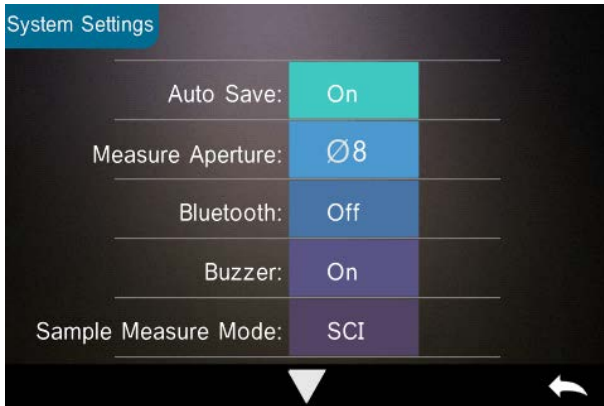 System Settings
Auto Save: On
Measure Aperture: Ø8
Bluetooth: Off
Buzzer: On
Sample Measure Mode: SCI